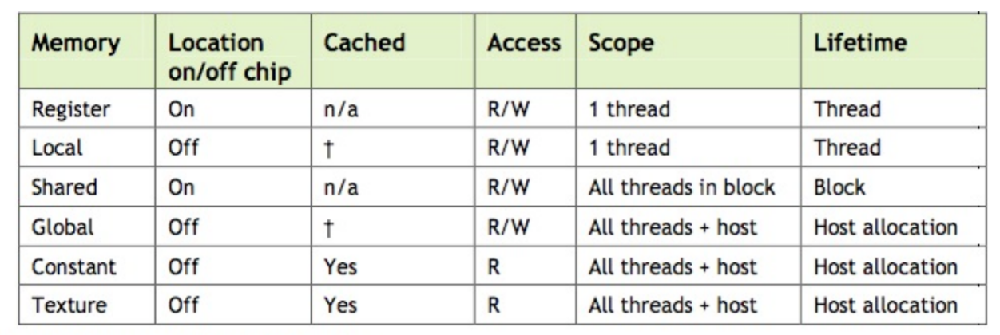 Memory Location on/off chip Cached Access Scope Lifetime
Register On n/a R/W 1 thread Thread
Local Off † R/W 1 thread Thread
Shared On n/a R/W All threads in block Block
Global Off † R/W All threads + host Host allocation
Constant Off Yes R All threads + host Host allocation
Texture Off Yes R All threads + host Host allocation